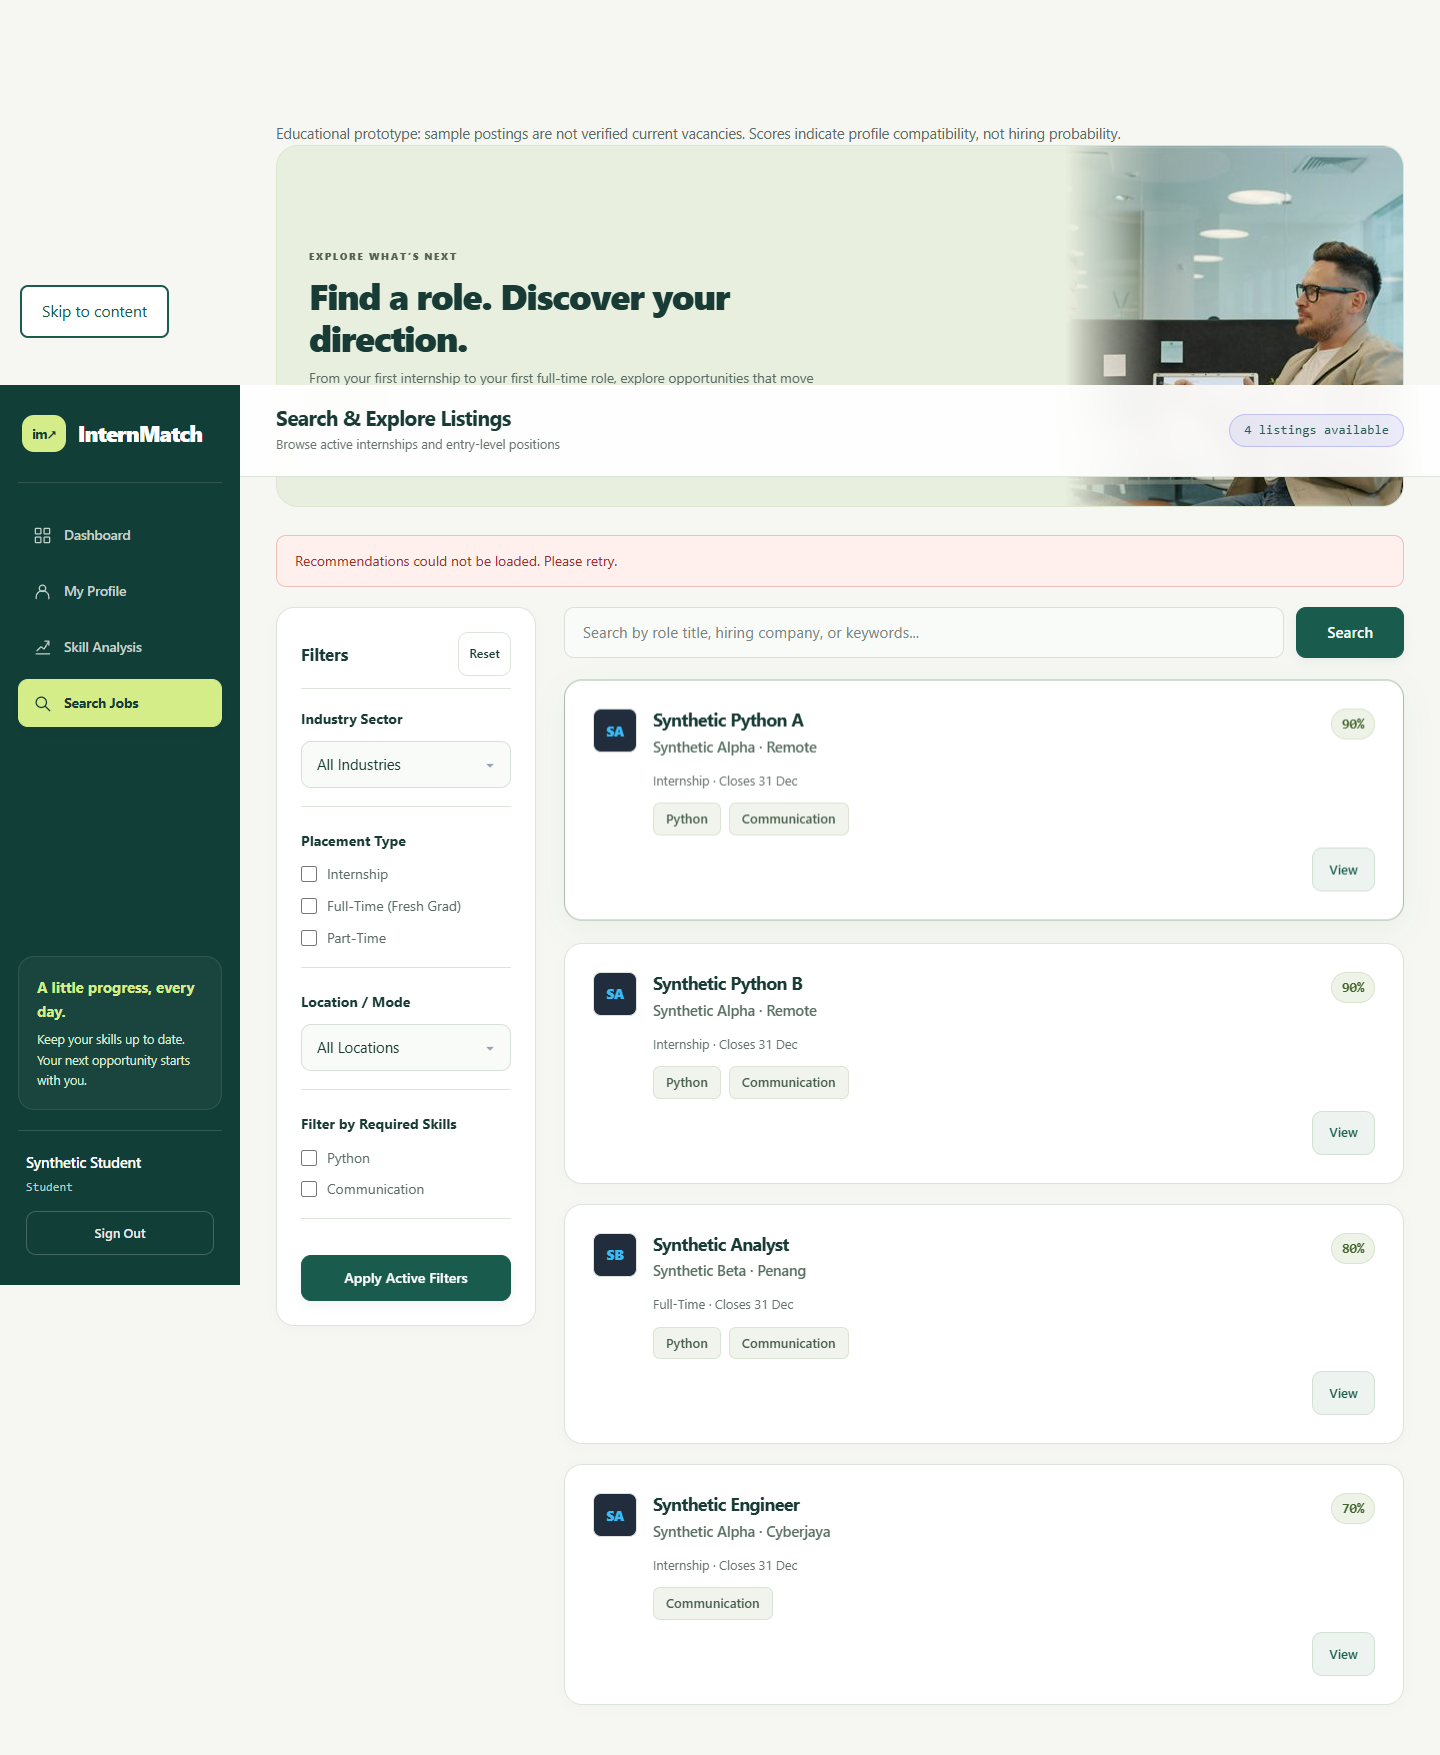 Educational prototype: sample postings are not verified current vacancies. Scores indicate profile compatibility, not hiring probability.
EXPLORE WHAT'S NEXT
Find a role. Discover your
direction.
From your first internship to your first full-time role, explore opportunities that move
Skip to content
im↗ InternMatch
Dashboard
My Profile
Skill Analysis
Search Jobs
A little progress, every
day.
Keep your skills up to date.
Your next opportunity starts
with you.
Synthetic Student
Student
Sign Out
Search & Explore Listings
Browse active internships and entry-level positions
4 listings available
Recommendations could not be loaded. Please retry.
Filters
Reset
Industry Sector
All Industries
Placement Type
Internship
Full-Time (Fresh Grad)
Part-Time
Location / Mode
All Locations
Filter by Required Skills
Python
Communication
Apply Active Filters
Search by role title, hiring company, or keywords...
Search
SA
Synthetic Python A
90%
Synthetic Alpha · Remote
Internship · Closes 31 Dec
Python
Communication
View
SA
Synthetic Python B
90%
Synthetic Alpha · Remote
Internship · Closes 31 Dec
Python
Communication
View
SB
Synthetic Analyst
80%
Synthetic Beta · Penang
Full-Time · Closes 31 Dec
Python
Communication
View
SA
Synthetic Engineer
70%
Synthetic Alpha · Cyberjaya
Internship · Closes 31 Dec
Communication
View